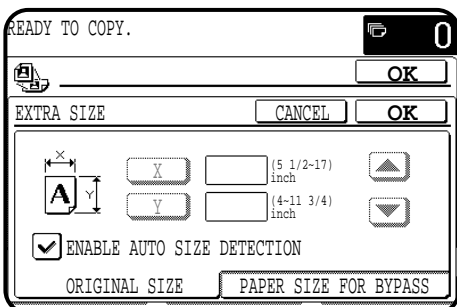 READY TO COPY.
0
OK
EXTRA SIZE CANCEL OK
X
X (5 1/2~17)
inch
A Y
Y (4~11 3/4)
inch
ENABLE AUTO SIZE DETECTION
ORIGINAL SIZE PAPER SIZE FOR BYPASS